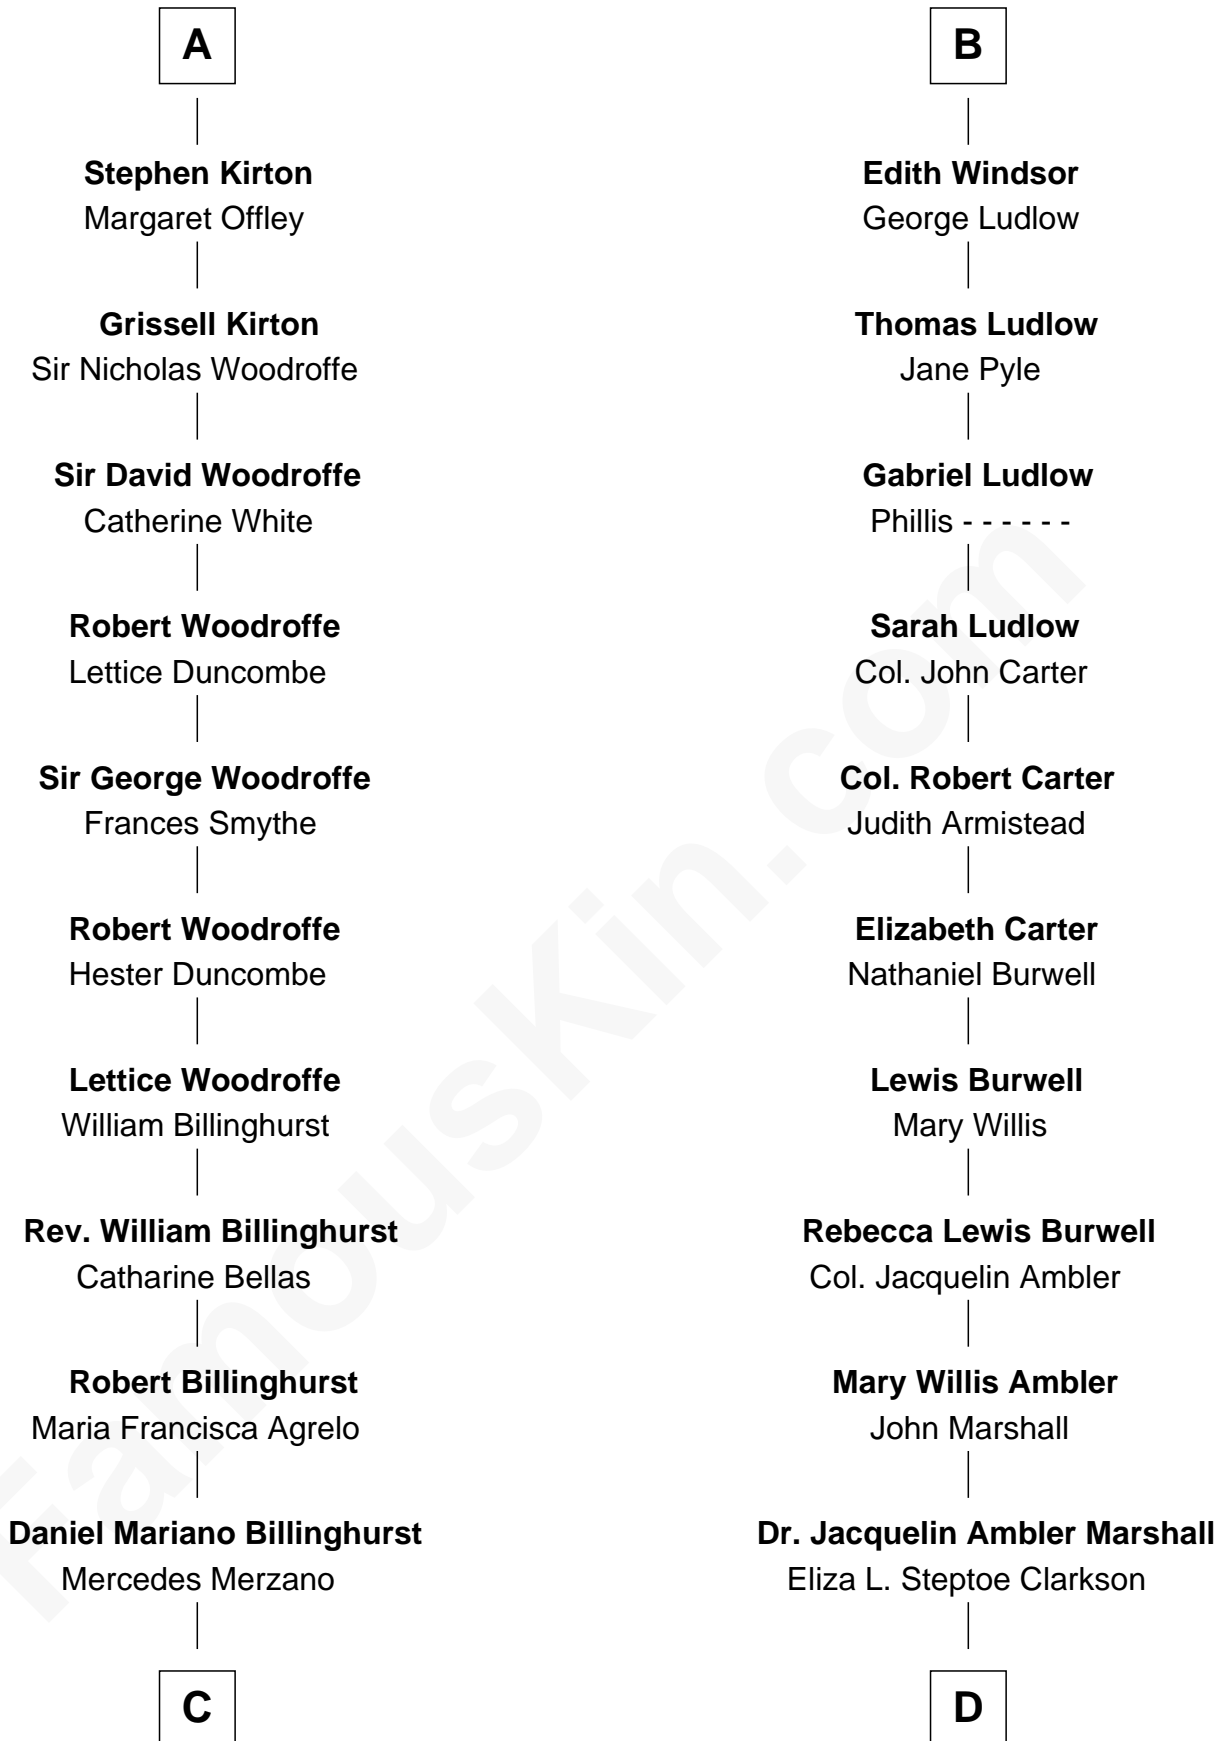 A
Stephen Kirton
Margaret Offley
Grissell Kirton
Sir Nicholas Woodroffe
Sir David Woodroffe
Catherine White
Robert Woodroffe
Lettice Duncombe
Sir George Woodroffe
Frances Smythe
Robert Woodroffe
Hester Duncombe
Lettice Woodroffe
William Billinghurst
Rev. William Billinghurst
Catharine Bellas
Robert Billinghurst
Maria Francisca Agrelo
Daniel Mariano Billinghurst
Mercedes Merzano
C
B
Edith Windsor
George Ludlow
Thomas Ludlow
Jane Pyle
Gabriel Ludlow
Phillis - - - - - -
Sarah Ludlow
Col. John Carter
Col. Robert Carter
Judith Armistead
Elizabeth Carter
Nathaniel Burwell
Lewis Burwell
Mary Willis
Rebecca Lewis Burwell
Col. Jacquelin Ambler
Mary Willis Ambler
John Marshall
Dr. Jacquelin Ambler Marshall
Eliza L. Steptoe Clarkson
D
FamousKin.com